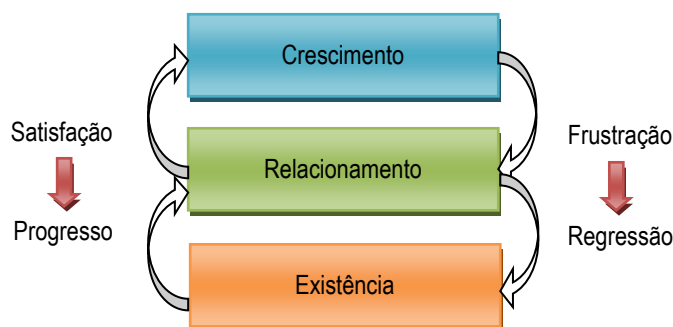 Crescimento
Satisfação
Frustração
Relacionamento
Progresso
Regressão
Existência